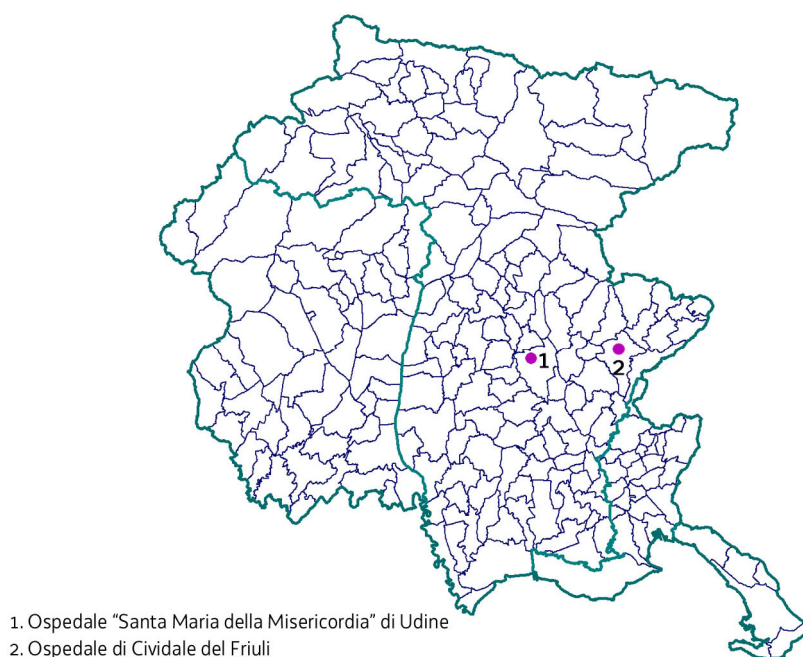 1
2
1. Ospedale “Santa Maria della Misericordia” di Udine
2. Ospedale di Cividale del Friuli